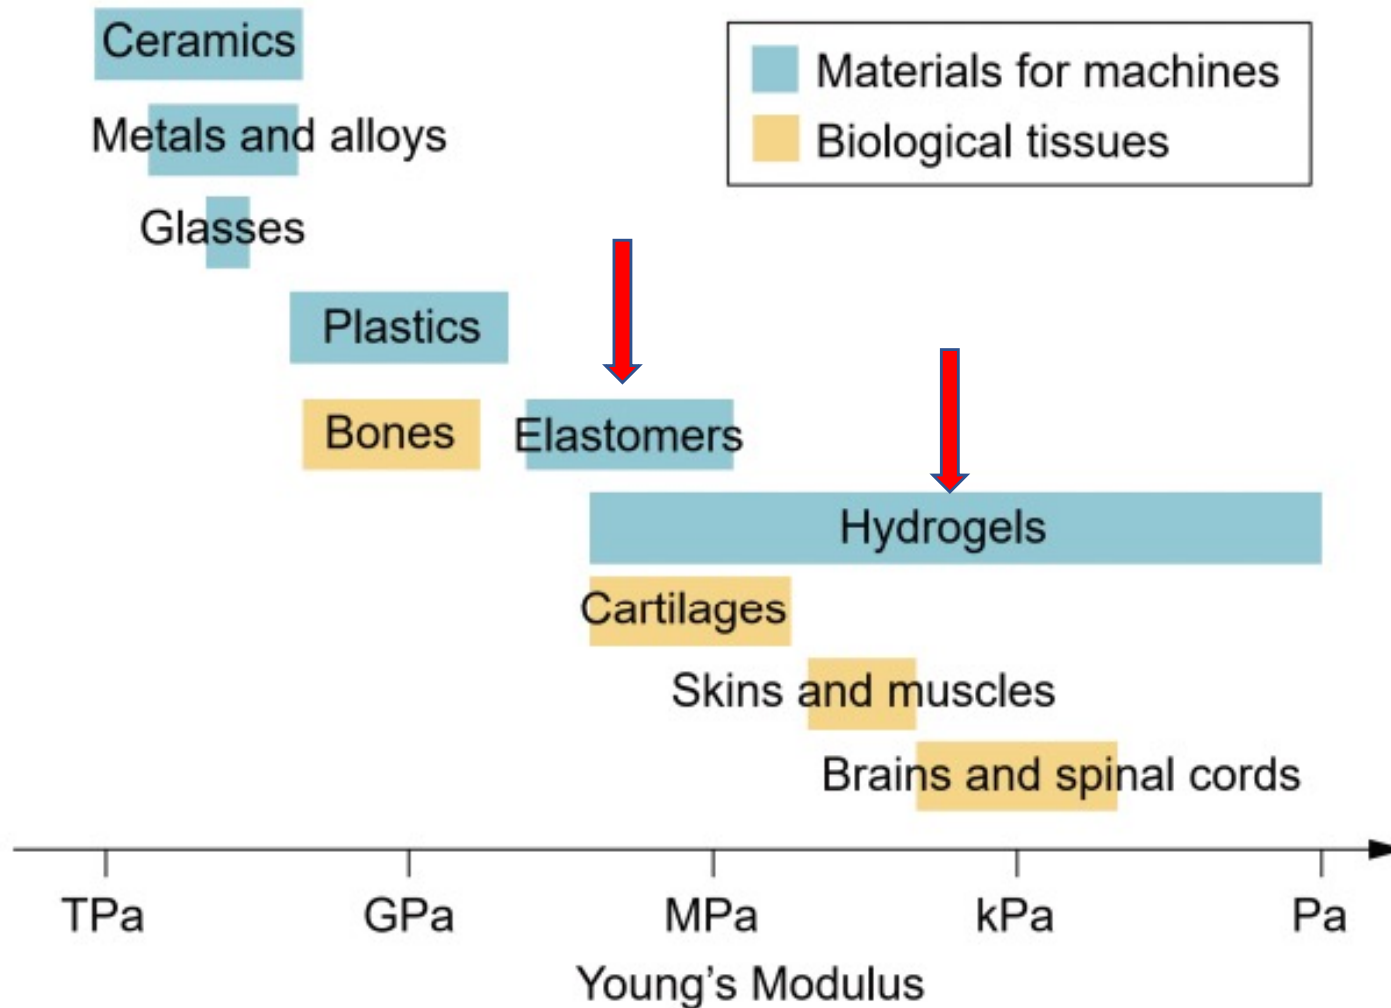 Ceramics
Materials for machines
Metals and alloys
Biological tissues
Glasses
Plastics
Bones
Elastomers
Hydrogels
Cartilages
Skins and muscles
Brains and spinal cords
TPa GPa MPa kPa Pa
Young’s Modulus